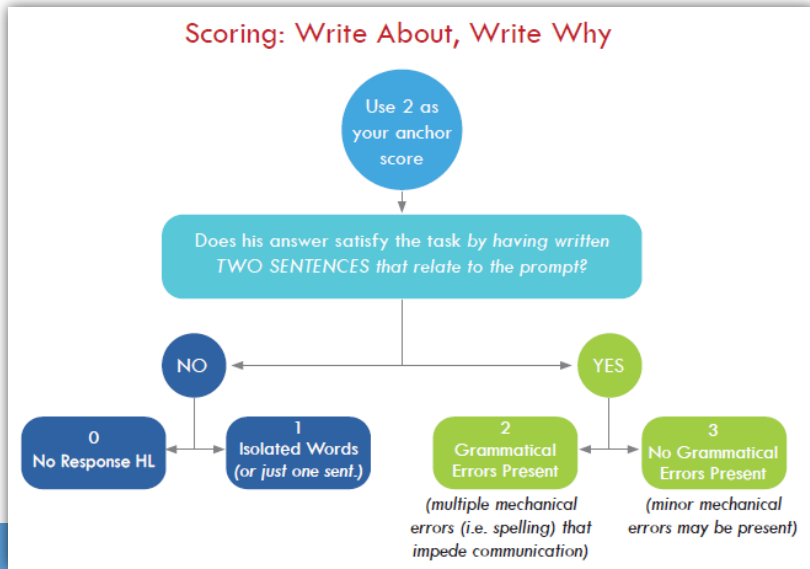 Scoring: Write About, Write Why
Use 2 as
your anchor
score
Does his answer satisfy the task by having written
TWO SENTENCES that relate to the prompt?
NO
YES
0
No Response HL
1
Isolated Words
(or just one sent.)
2
Grammatical
Errors Present
3
No Grammatical
Errors Present
(multiple mechanical
errors (i.e. spelling) that
impede communication)
(minor mechanical
errors may be present)